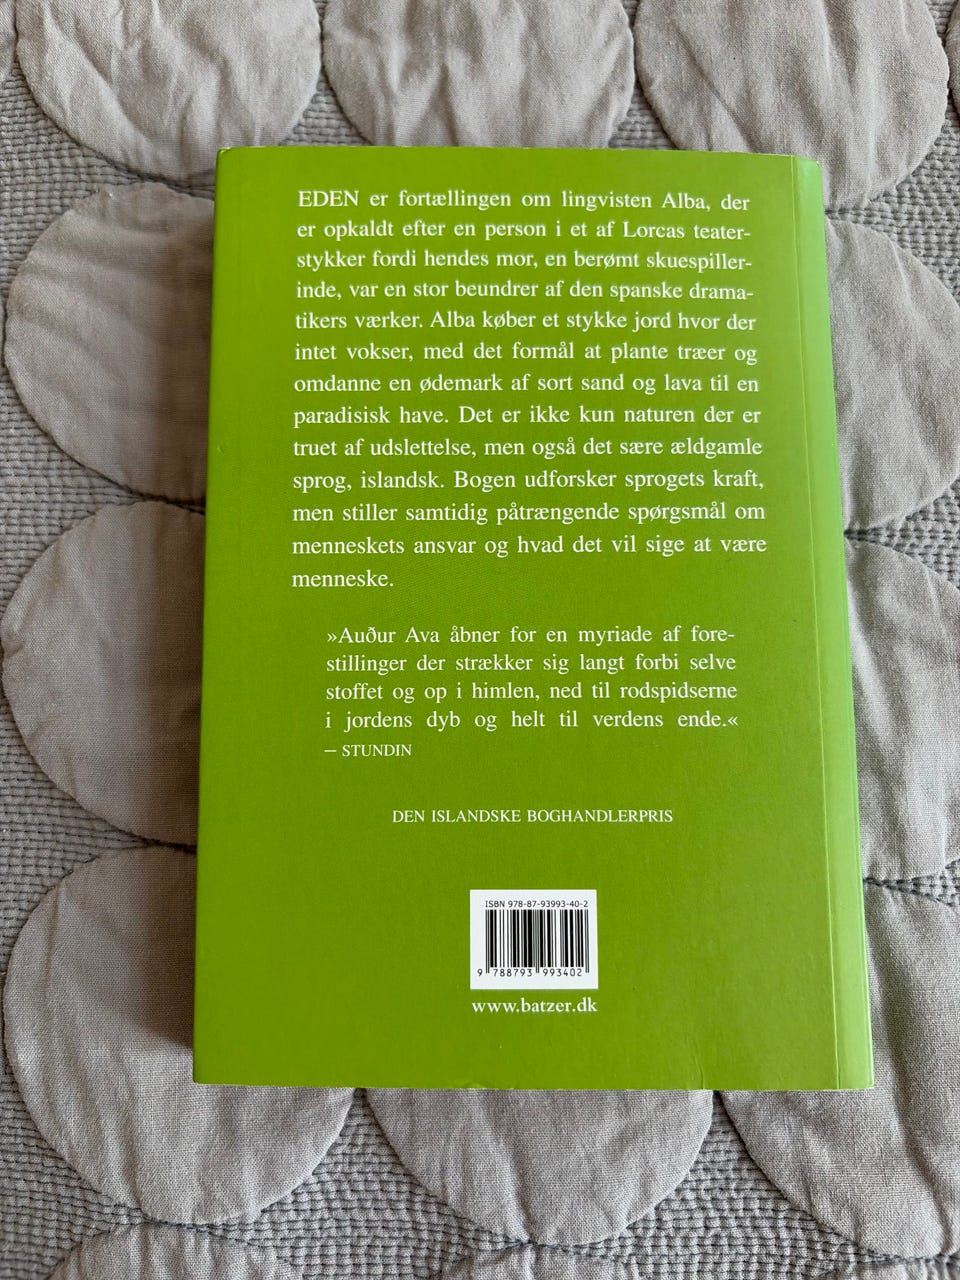 EDEN er fortællingen om lingvisten Alba, der
er opkaldt efter en person i et af Lorcas teater-
stykker fordi hendes mor, en berømt skuespiller-
inde, var en stor beundrer af den spanske drama-
tikers værker. Alba køber et stykke jord hvor der
intet vokser, med det formål at plante træer og
omdanne en ødemark af sort sand og lava til en
paradisisk have. Det er ikke kun naturen der er
truet af udslettelse, men også det sære ældgamle
sprog, islandsk. Bogen udforsker sprogets kraft,
men stiller samtidig påtrængende spørgsmål om
menneskets ansvar og hvad det vil sige at være
menneske.
»Auður Ava åbner for en myriade af fore-
stillinger der strækker sig langt forbi selve
stoffet og op i himlen, ned til rodspidserne
i jordens dyb og helt til verdens ende.«
– STUNDIN
DEN ISLANDSKE BOGHANDLERPRIS
ISBN 978-87-93993-40-2
9 788793 993402
www.batzer.dk